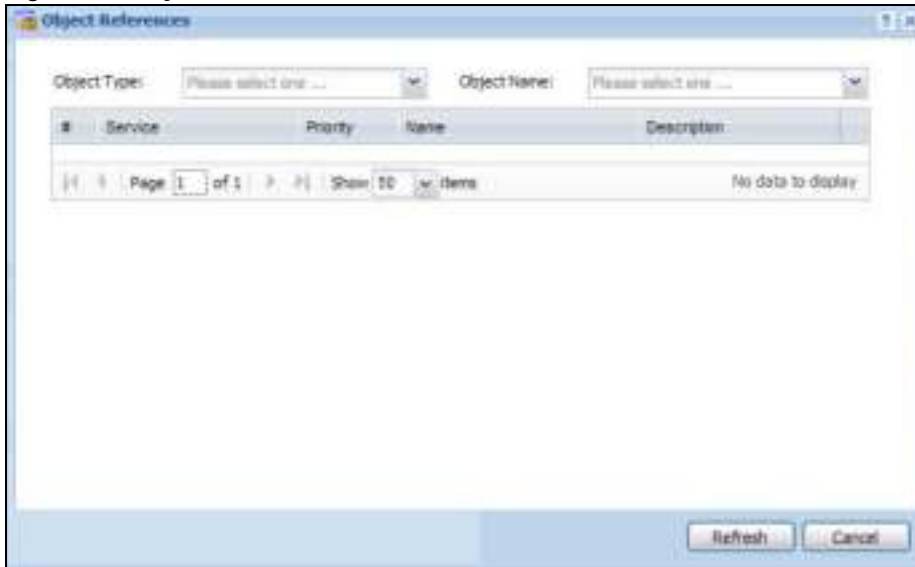 Object References
Object Type: Please select one ... Object Name: Please select one ...
# Service Priority Name Description
Page 1 of 1 Show 50 items No data to display
Refresh Cancel